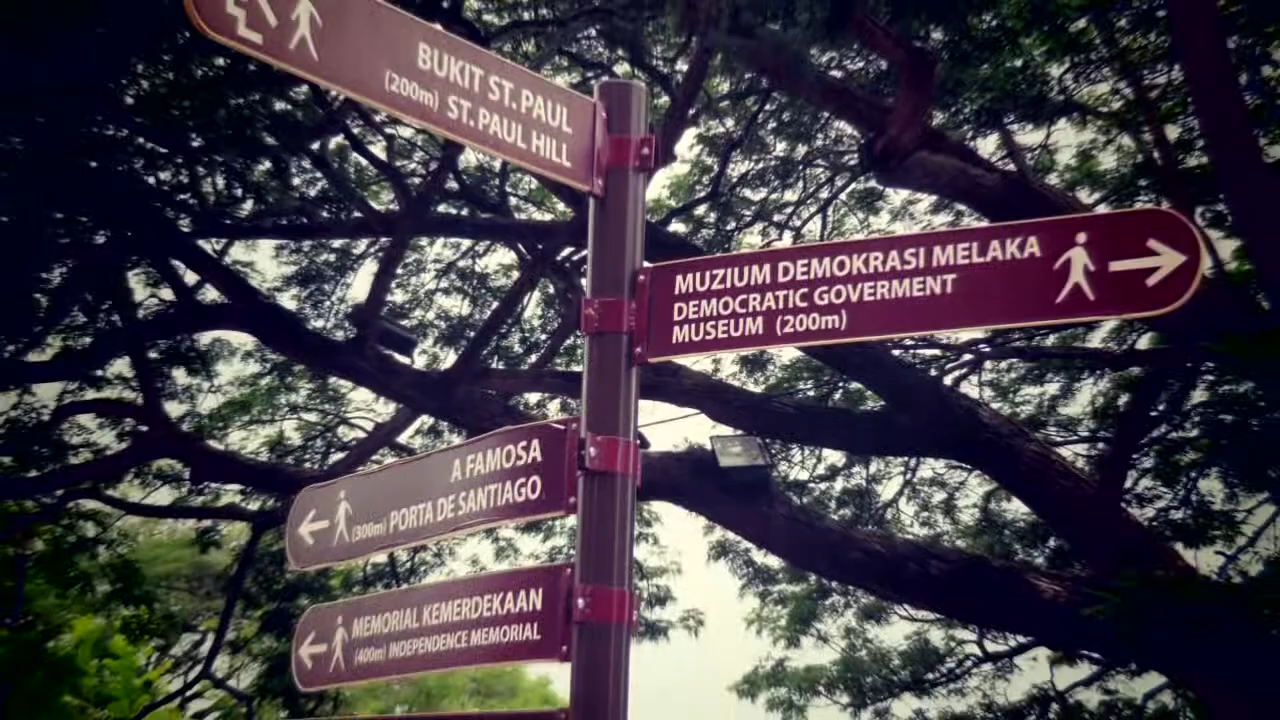 BUKIT ST. PAUL
(200m) ST. PAUL HILL
MUZIUM DEMOKRASI MELAKA
DEMOCRATIC GOVERMENT
MUSEUM (200m)
A FAMOSA
(300m) PORTA DE SANTIAGO
MEMORIAL KEMERDEKAAN
(400m) INDEPENDENCE MEMORIAL